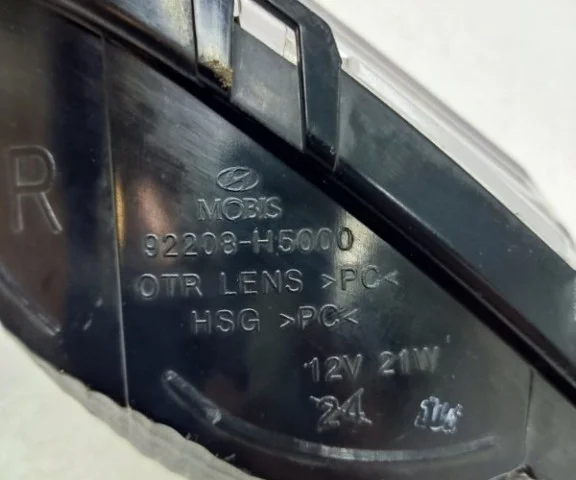 R
MOBIS
92208-H5000
OTR LENS >PC<
HSG >PC<
12V 21W
24